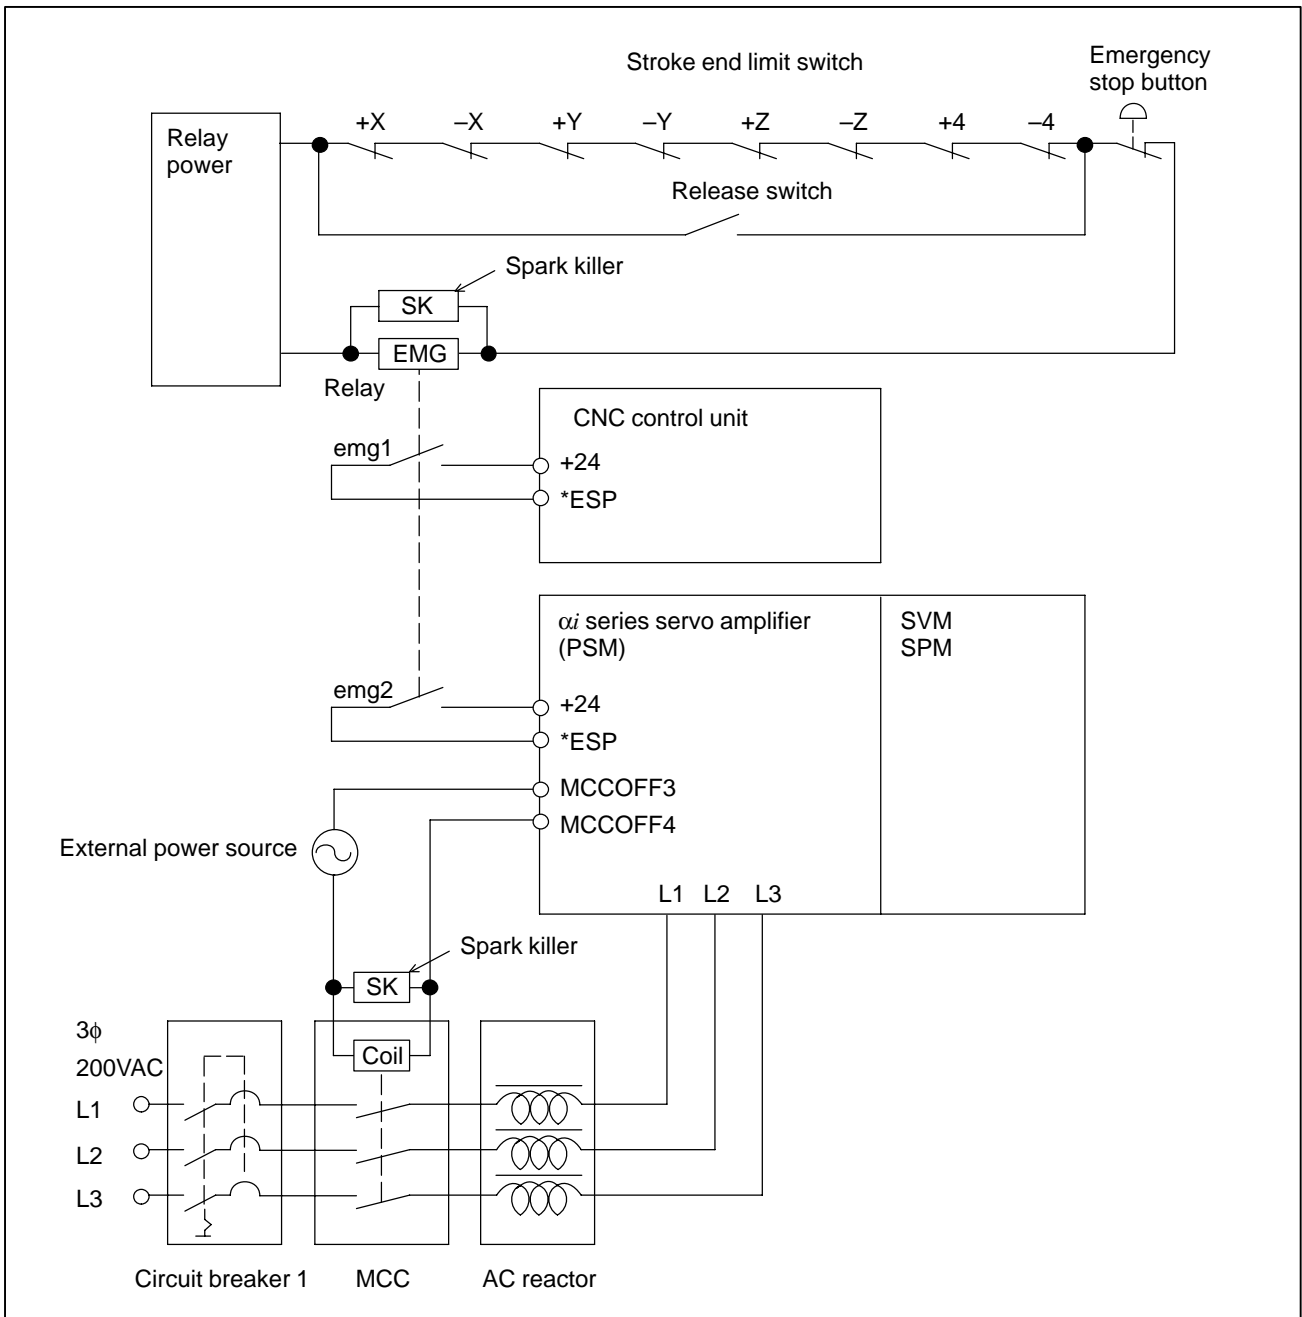 Stroke end limit switch
Emergency
stop button
+X –X +Y –Y +Z –Z +4 –4
Relay
power
Release switch
Spark killer
SK
EMG
Relay
CNC control unit
emg1
+24
*ESP
αi series servo amplifier
(PSM)
SVM
SPM
emg2
+24
*ESP
MCCOFF3
MCCOFF4
External power source
L1 L2 L3
Spark killer
SK
3ϕ
200VAC
Coil
L1
L2
L3
Circuit breaker 1
MCC
AC reactor